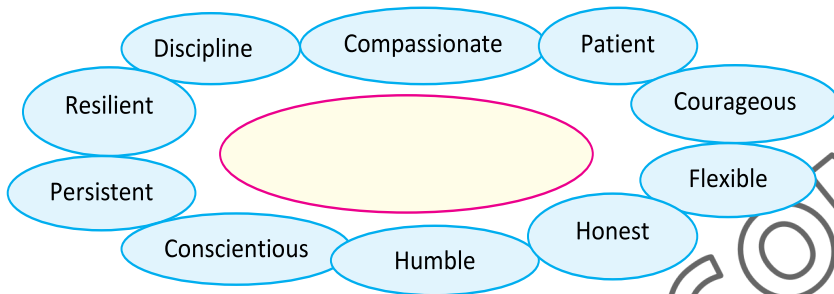 Discipline
Compassionate
Patient
Resilient
Courageous
Persistent
Flexible
Conscientious
Humble
Honest